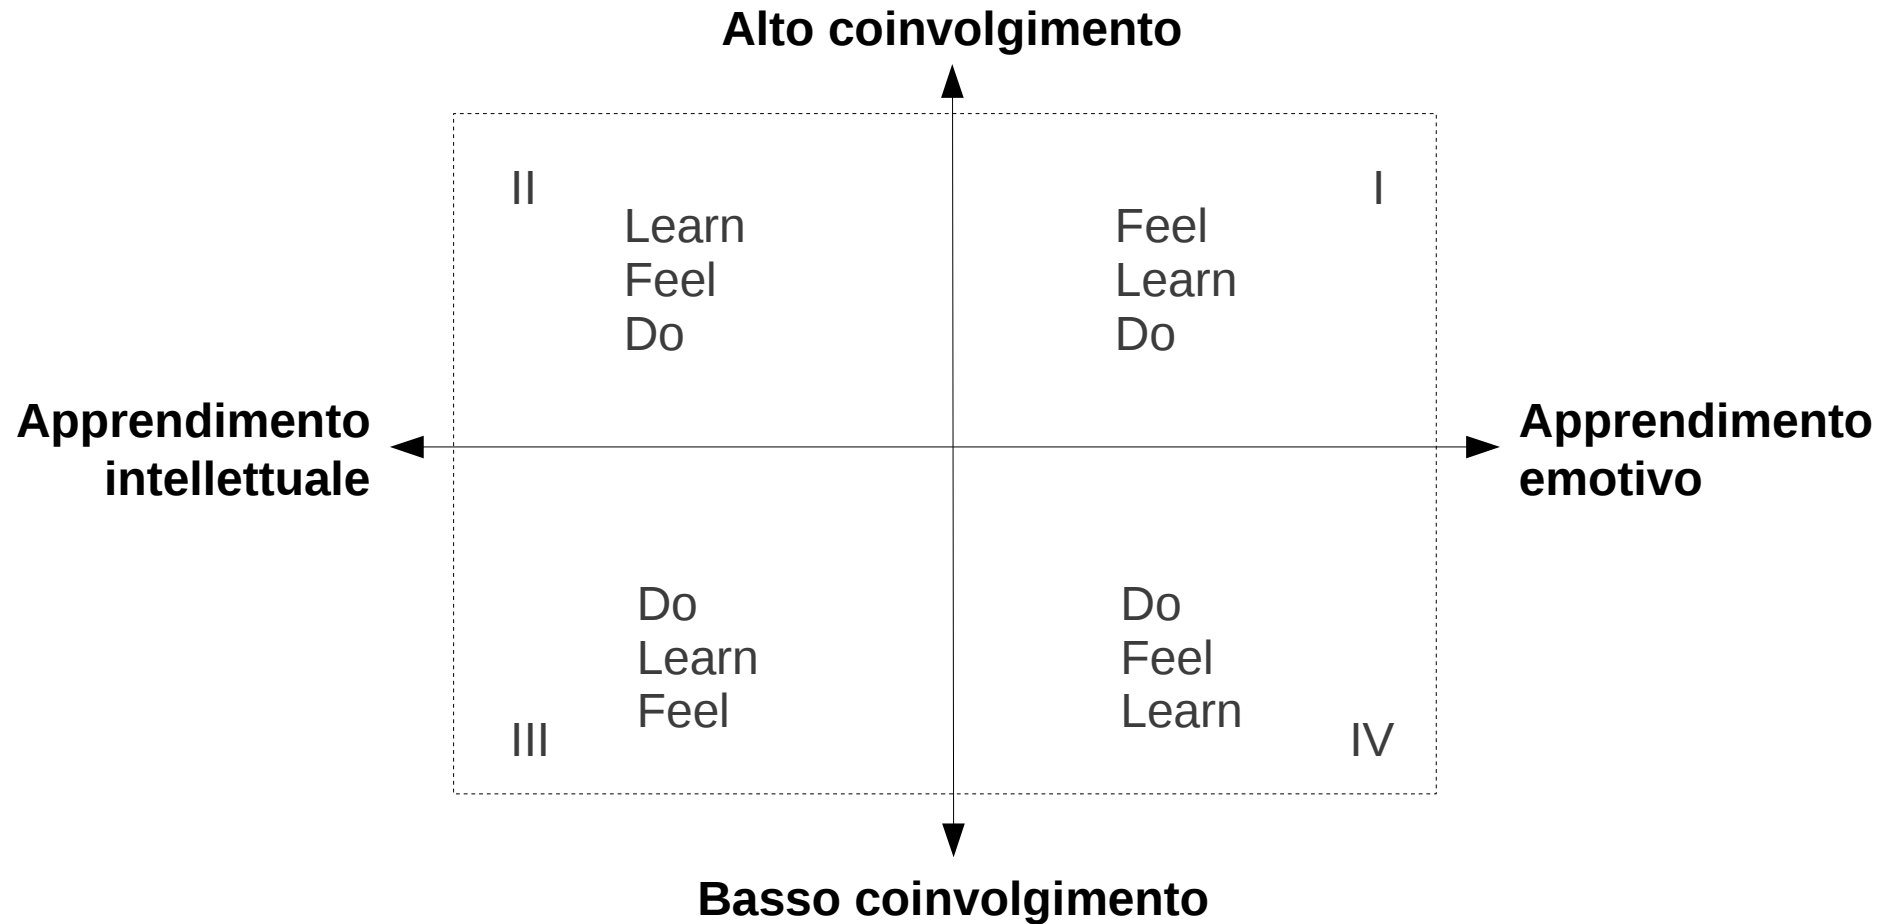 Alto coinvolgimento
II
Learn
Feel
Do
I
Feel
Learn
Do
Apprendimento
intellettuale
Apprendimento
emotivo
Do
Learn
Feel
III
Do
Feel
Learn
IV
Basso coinvolgimento